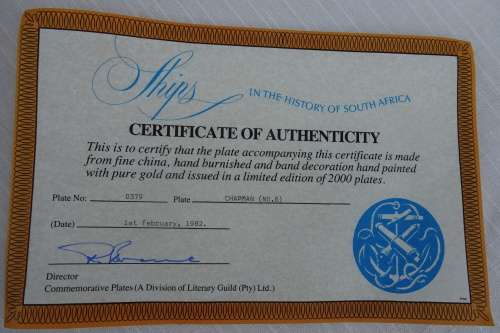 Ships IN THE HISTORY OF SOUTH AFRICA
CERTIFICATE OF AUTHENTICITY
This is to certify that the plate accompanying this certificate is made
from fine china, hand burnished and band decoration hand painted
with pure gold and issued in a limited edition of 2000 plates.
Plate No: 0379 Plate CHAPMAN (NO.6)
(Date) 1st february, 1982.
Director
Commemorative Plates (A Division of Literary Guild (Pty) Ltd.)